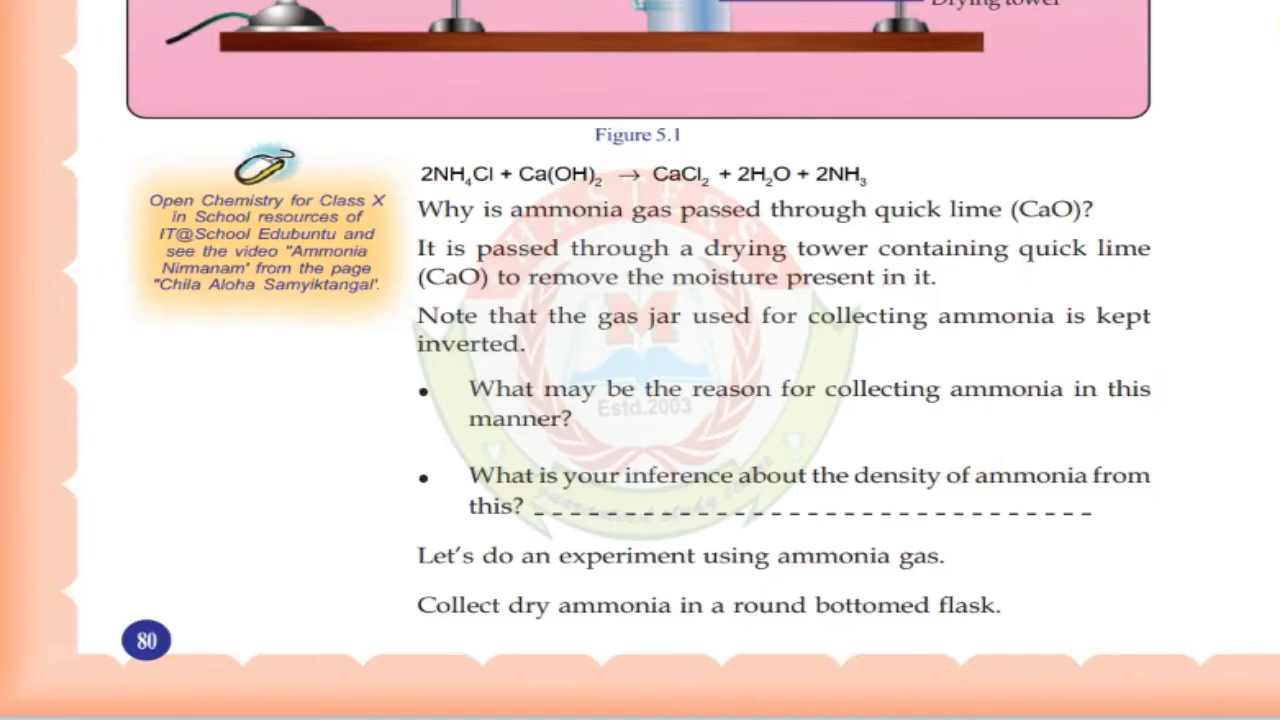 Drying tower
Figure 5.1
Open Chemistry for Class X
in School resources of
IT@School Edubuntu and
see the video "Ammonia
Nirmanam" from the page
"Chila Aloha Samyiktangal'.
2NH₄Cl + Ca(OH)₂ → CaCl₂ + 2H₂O + 2NH₃
Why is ammonia gas passed through quick lime (CaO)?
It is passed through a drying tower containing quick lime
(CaO) to remove the moisture present in it.
Note that the gas jar used for collecting ammonia is kept
inverted.
• What may be the reason for collecting ammonia in this
manner?
• What is your inference about the density of ammonia from
this? _ _ _ _ _ _ _ _ _ _ _ _ _ _ _ _ _ _ _ _ _ _ _ _ _ _ _ _ _ _ _
Let's do an experiment using ammonia gas.
Collect dry ammonia in a round bottomed flask.
80
MASTERS
M
Estd.2003